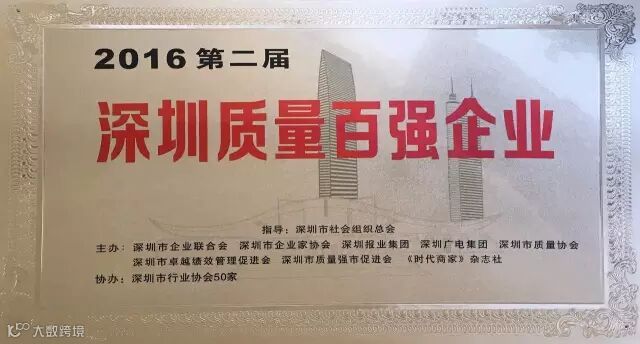 2016 第二届
深圳质量百强企业
指导：深圳市社会组织总会
主办：深圳市企业联合会 深圳市企业家协会 深圳报业集团 深圳广电集团 深圳市质量协会
深圳市卓越绩效管理促进会 深圳市质量强市促进会 《时代商家》杂志社
协办：深圳市行业协会50家
大数跨境